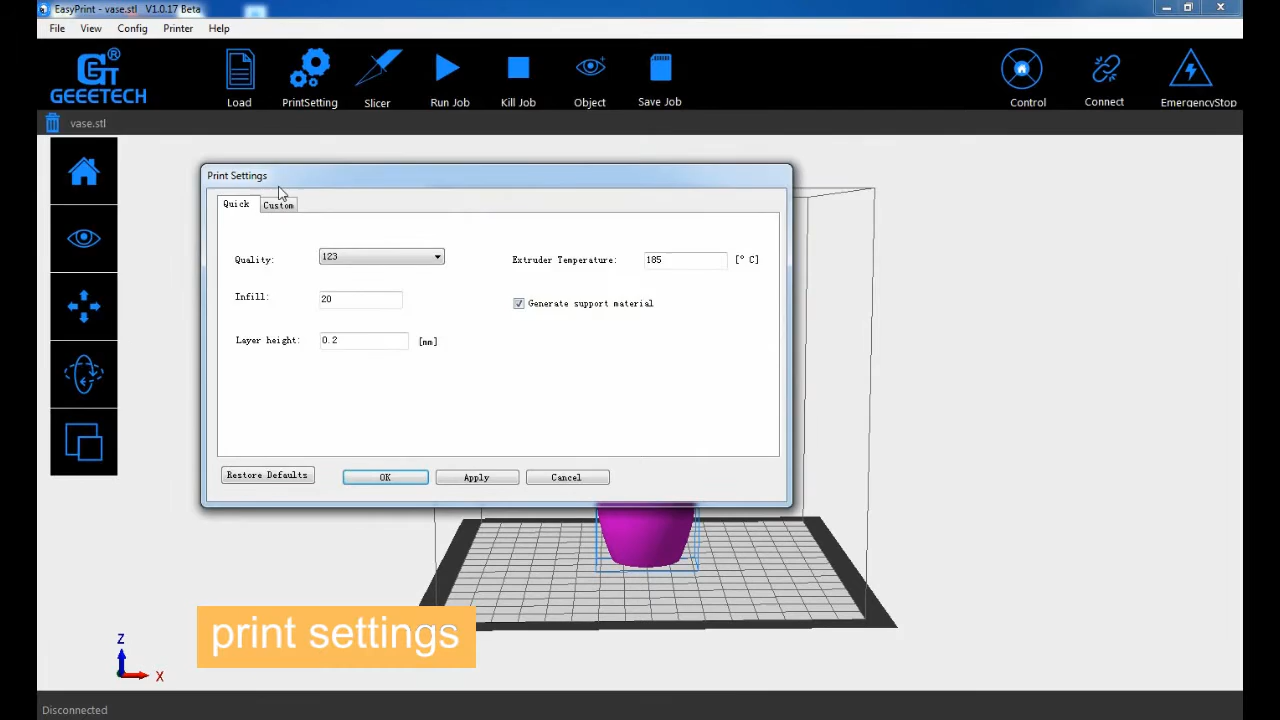 EasyPrint - vase.stl V1.0.17 Beta
File View Config Printer Help
GET®
GEEETECH
Load PrintSetting Slicer Run Job Kill Job Object Save Job Control Connect EmergencyStop
vase.stl
Print Settings
Quick Custom
Quality: 123 Extruder Temperature: 185 [° C]
Infill: 20 Generate support material
Layer height: 0.2 [mm]
Restore Defaults OK Apply Cancel
print settings
Z
X
Disconnected